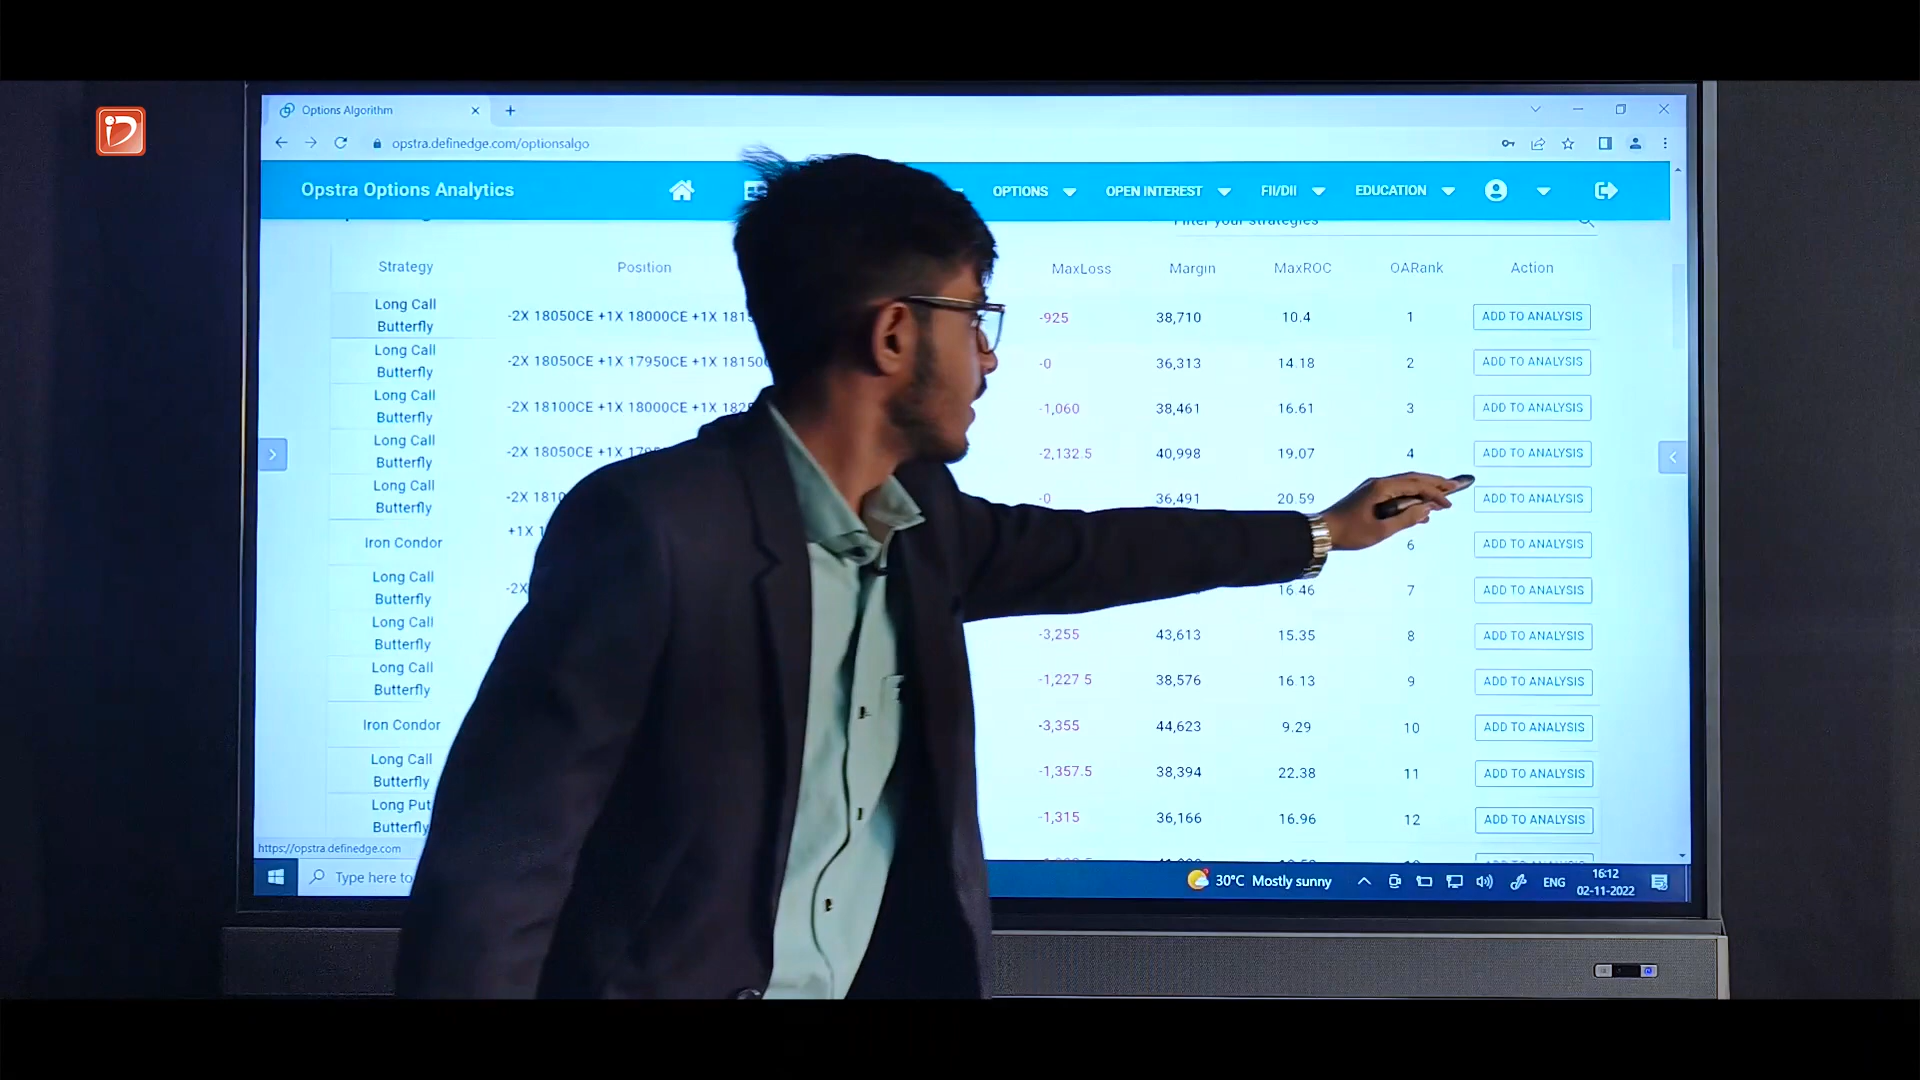 Options Algorithm
opstra.definedge.com/optionsalgo
Opstra Options Analytics OPTIONS OPEN INTEREST FII/DII EDUCATION
Filter your strategies
Strategy Position MaxLoss Margin MaxROC OARank Action
Long Call Butterfly -2X 18050CE +1X 18000CE +1X -925 38,710 10.4 1 ADD TO ANALYSIS
Long Call Butterfly -2X 18050CE +1X 17950CE +1X -0 36,313 14.18 2 ADD TO ANALYSIS
Long Call Butterfly -2X 18100CE +1X 18000CE +1X -1,060 38,461 16.61 3 ADD TO ANALYSIS
Long Call Butterfly -2X 18050CE +1X -2,132.5 40,998 19.07 4 ADD TO ANALYSIS
Long Call Butterfly -2X -0 36,491 20.59 ADD TO ANALYSIS
Iron Condor +1X 6 ADD TO ANALYSIS
Long Call Butterfly -2X 16.46 7 ADD TO ANALYSIS
Long Call Butterfly -3,255 43,613 15.35 8 ADD TO ANALYSIS
Long Call Butterfly -1,227.5 38,576 16.13 9 ADD TO ANALYSIS
Iron Condor -3,355 44,623 9.29 10 ADD TO ANALYSIS
Long Call Butterfly -1,357.5 38,394 22.38 11 ADD TO ANALYSIS
Long Put Butterfly -1,315 36,166 16.96 12 ADD TO ANALYSIS
https://opstra.definedge.com
Type here to 30°C Mostly sunny ENG 16:12
02-11-2022